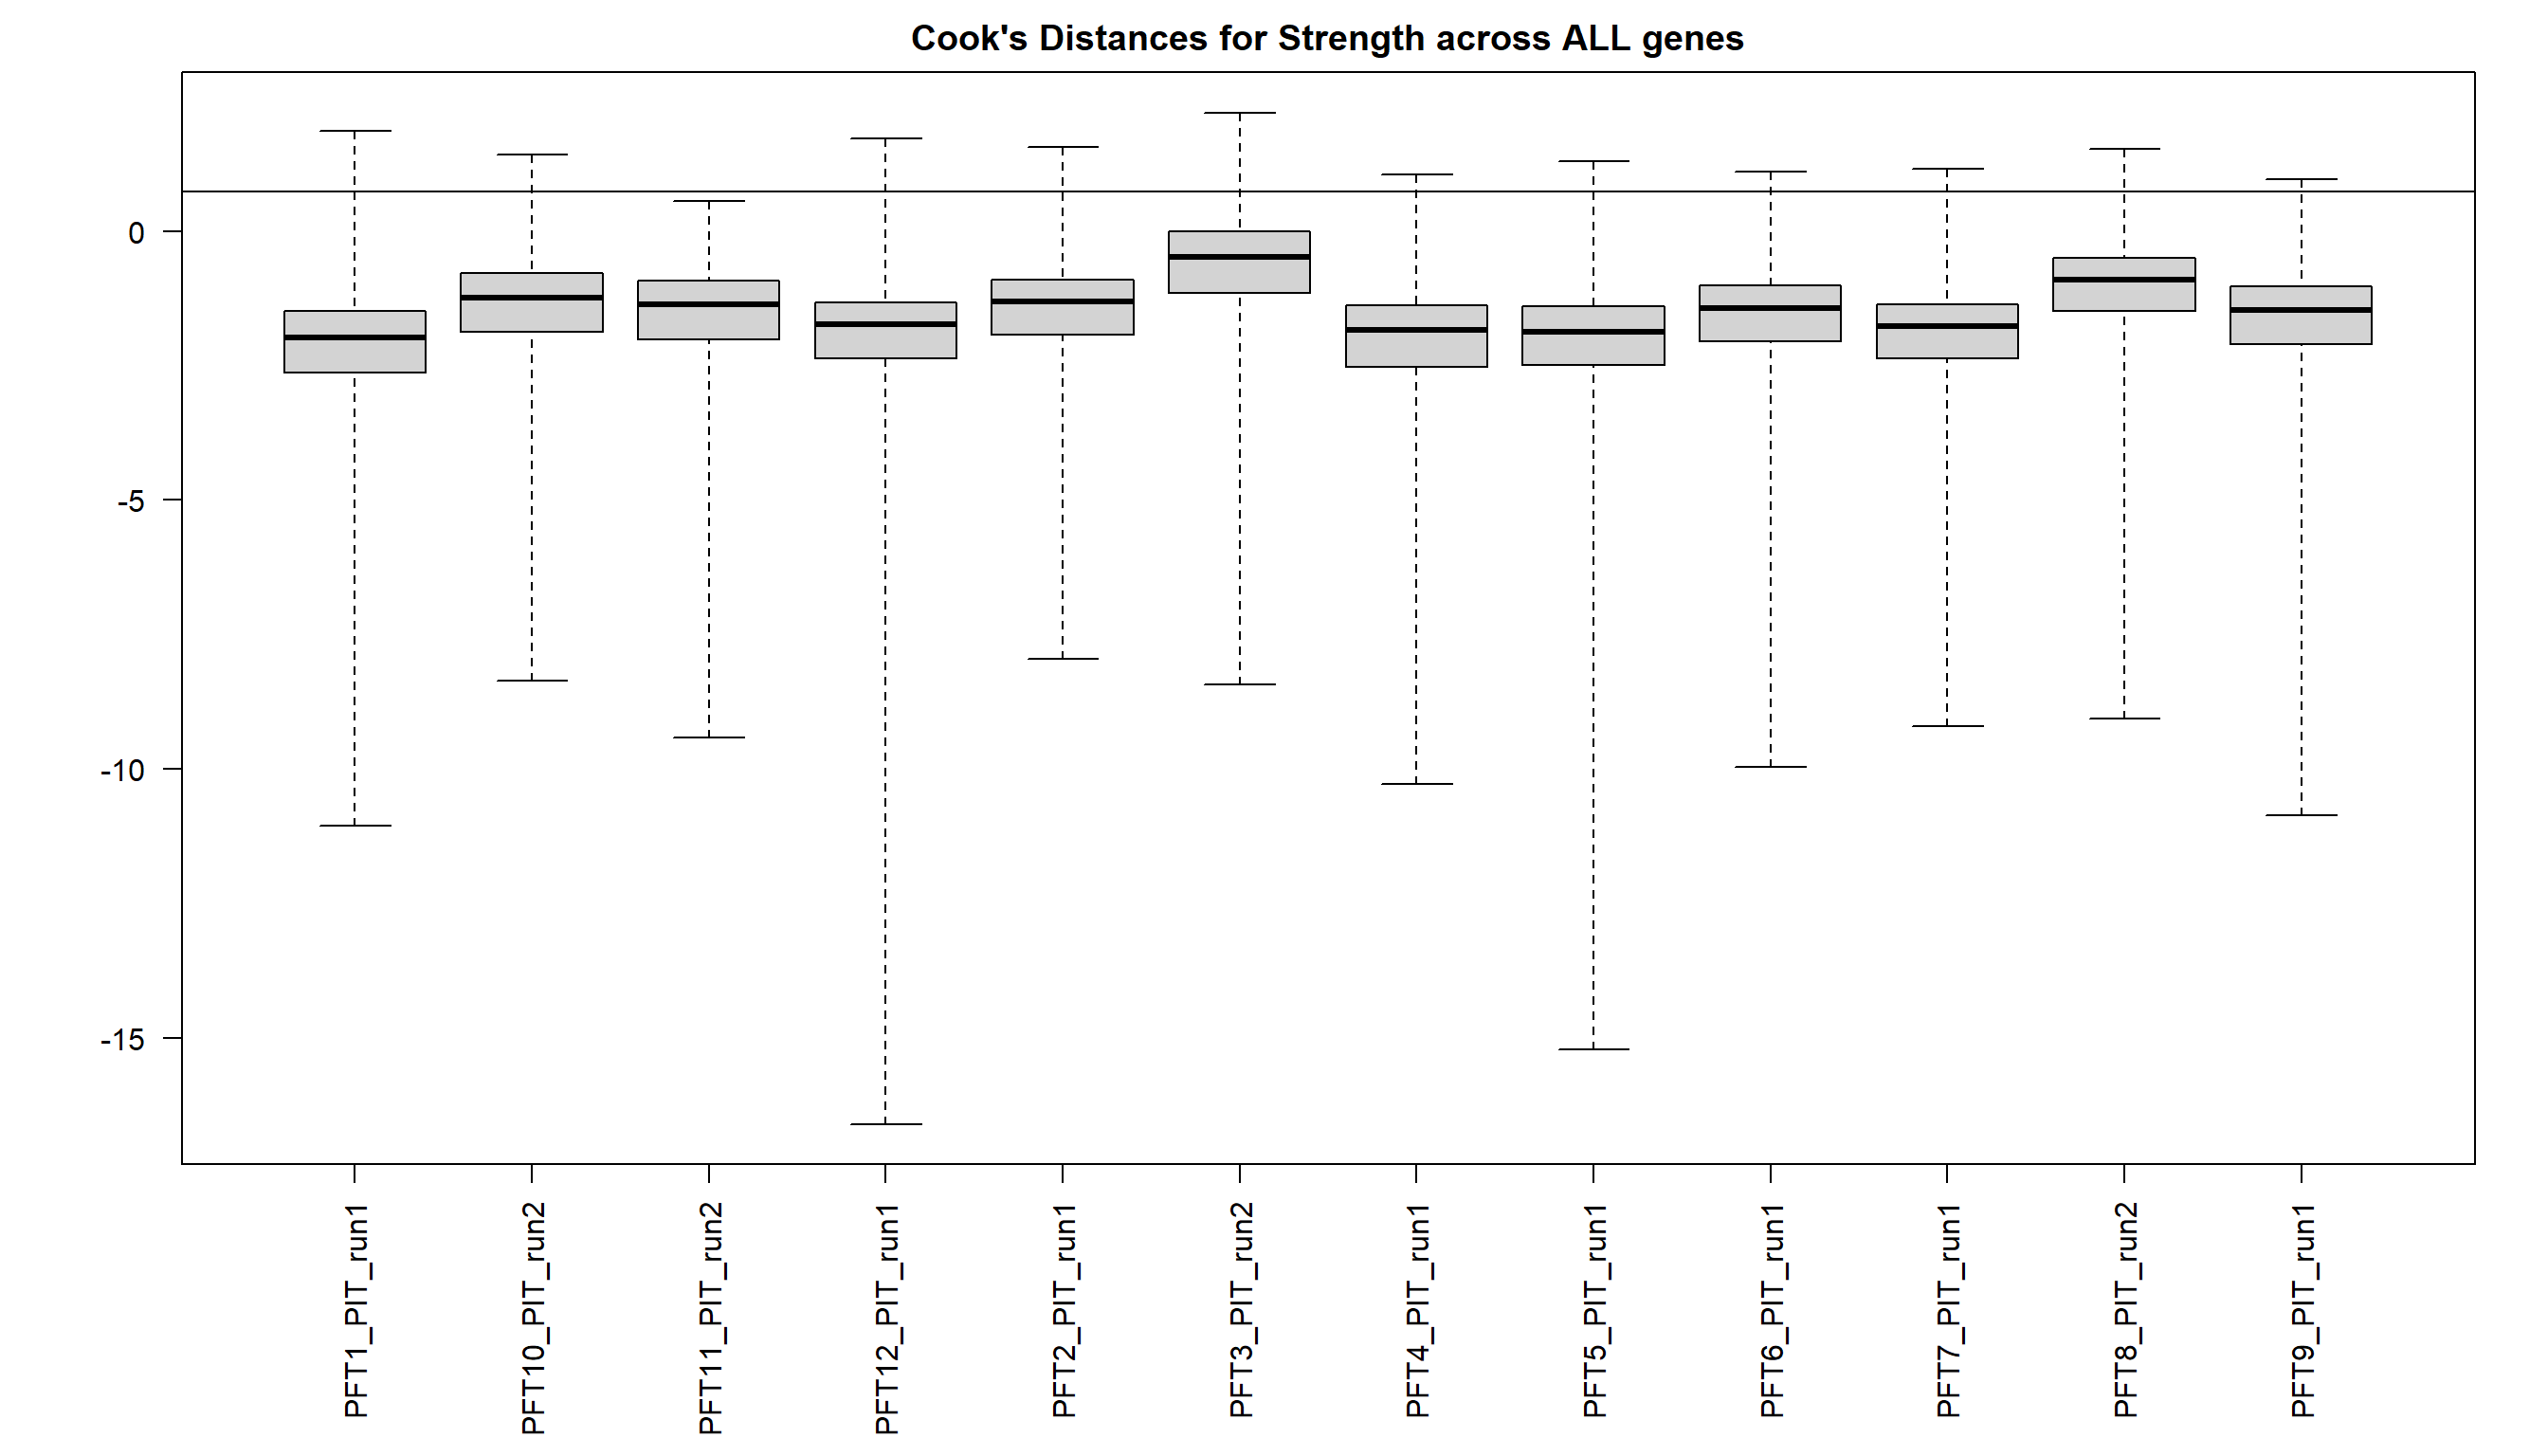 Cook's Distances for Strength across ALL genes
0
-5
-10
-15
PFT1_PIT_run1
PFT10_PIT_run2
PFT11_PIT_run2
PFT12_PIT_run1
PFT2_PIT_run1
PFT3_PIT_run2
PFT4_PIT_run1
PFT5_PIT_run1
PFT6_PIT_run1
PFT7_PIT_run1
PFT8_PIT_run2
PFT9_PIT_run1